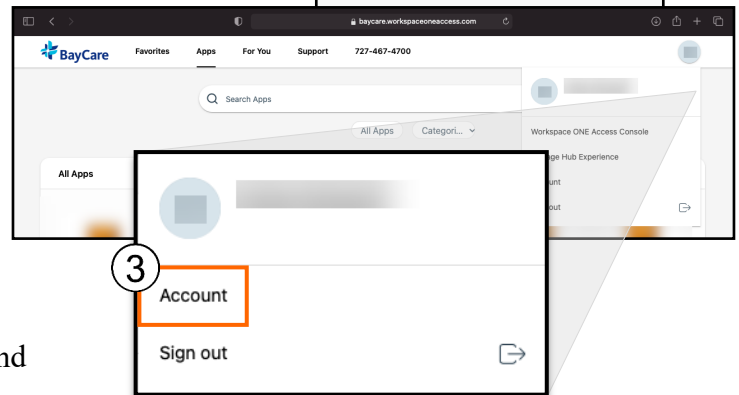 baycare.workspaceoneaccess.com
BayCare
Favorites Apps For You Support 727-467-4700
Search Apps
All Apps Categori...
Workspace ONE Access Console
age Hub Experience
unt
out
All Apps
3
Account
Sign out
nd